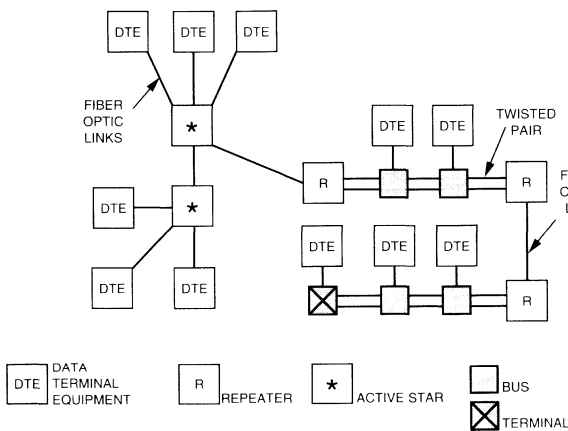 DTE DTE DTE
FIBER
OPTIC
LINKS
*
DTE DTE
TWISTED
PAIR
R R
DTE *
DTE DTE DTE
DTE DTE
R
DTE
DATA
TERMINAL
EQUIPMENT
R
REPEATER
*
ACTIVE STAR
BUS
TERMINAL